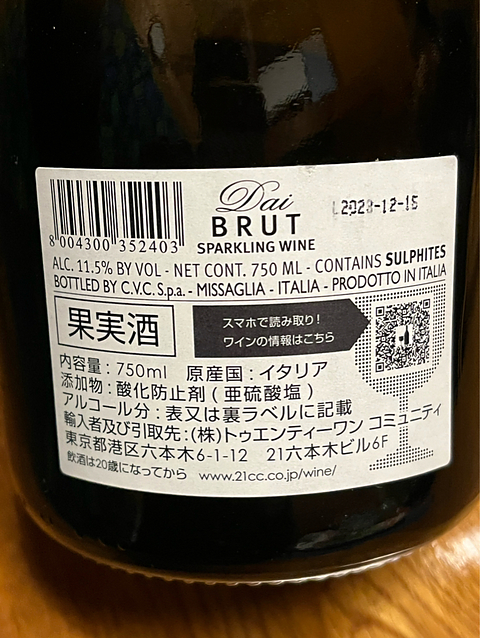 Dai
BRUT
SPARKLING WINE
L2023-12-15
8 004300 352403
ALC. 11.5% BY VOL - NET CONT. 750 ML - CONTAINS SULPHITES
BOTTLED BY C.V.C. S.p.a. - MISSAGLIA - ITALIA - PRODOTTO IN ITALIA
果実酒
スマホで読み取り!
ワインの情報はこちら
内容量:750ml 原産国:イタリア
添加物:酸化防止剤(亜硫酸塩)
アルコール分:表又は裏ラベルに記載
輸入者及び引取先:(株)トゥエンティーワン コミュニティ
東京都港区六本木6-1-12 21六本木ビル6F
飲酒は20歳になってから www.21cc.co.jp/wine/